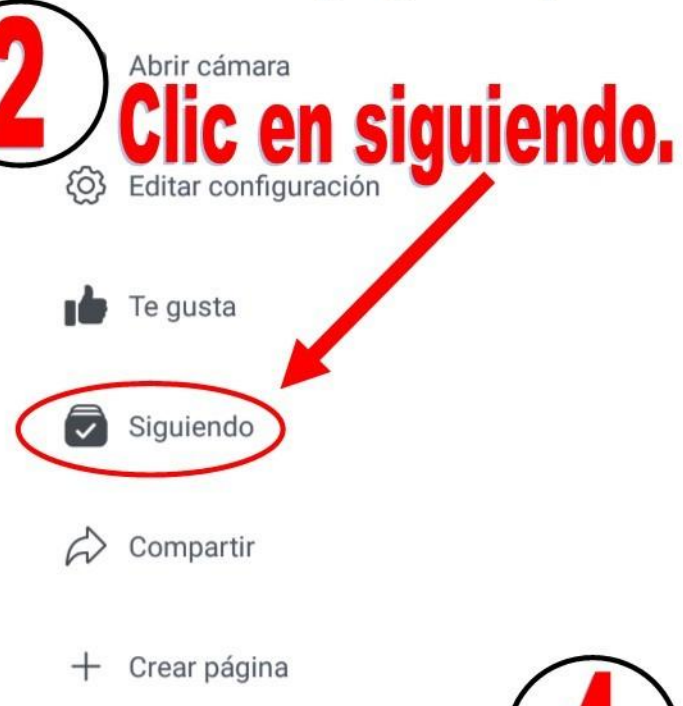 2
Abrir cámara
Clic en siguiendo.
Editar configuración
Te gusta
Siguiendo
Compartir
Crear página